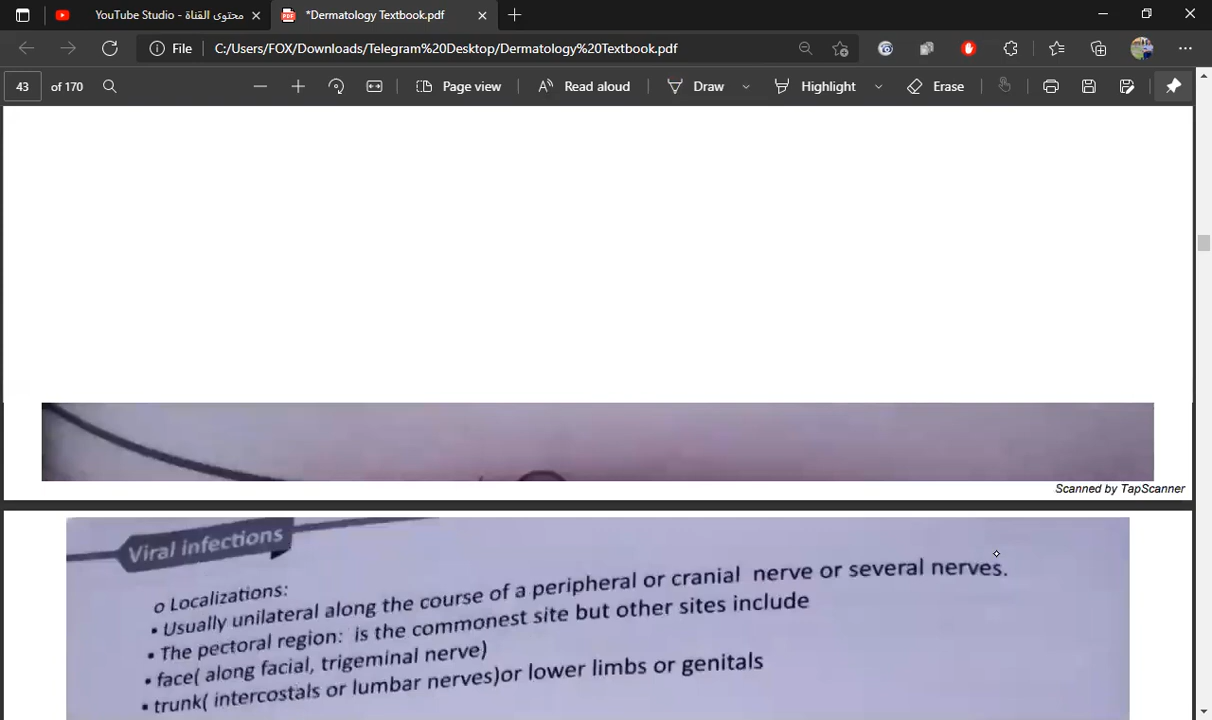 YouTube Studio - محتوى القناة
*Dermatology Textbook.pdf
File C:/Users/FOX/Downloads/Telegram%20Desktop/Dermatology%20Textbook.pdf
43 of 170 Page view Read aloud Draw Highlight Erase
Scanned by TapScanner
Viral infections
o Localizations:
• Usually unilateral along the course of a peripheral or cranial nerve or several nerves.
• The pectoral region: is the commonest site but other sites include
• face( along facial, trigeminal nerve)
• trunk( intercostals or lumbar nerves)or lower limbs or genitals